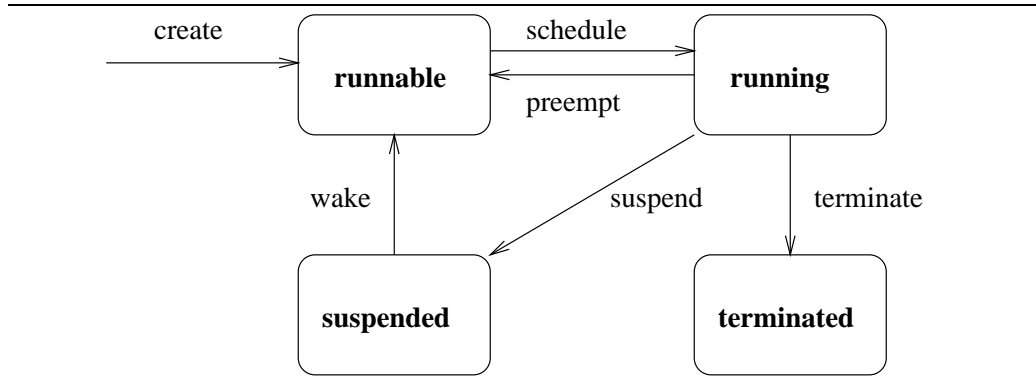 create
schedule
runnable
running
preempt
wake
suspend
terminate
suspended
terminated